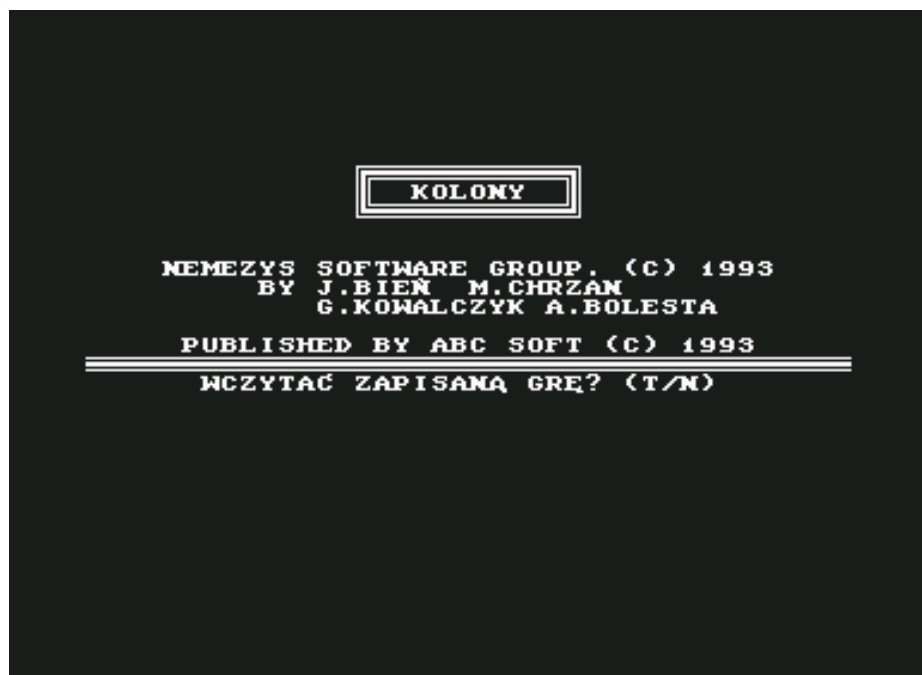 KOLONY
NEMEZYS SOFTWARE GROUP. (C) 1993
BY J.BIEŃ M.CHRZAN
G.KOWALCZYK A.BOLESTA
PUBLISHED BY ABC SOFT (C) 1993
WCZYTAĆ ZAPISANĄ GRĘ? (T/N)